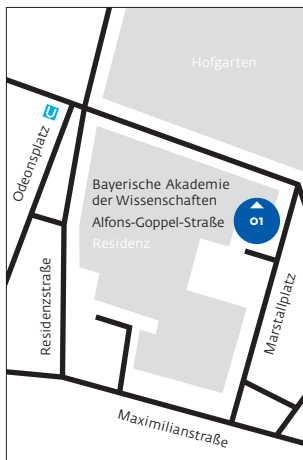 Hofgarten
U
Odeonsplatz
Bayerische Akademie
der Wissenschaften
Alfons-Goppel-Straße
01
Residenz
Residenzstraße
Marstallplatz
Maximilianstraße